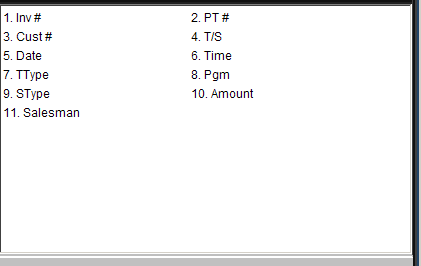 1. Inv # 2. PT #
3. Cust # 4. T/S
5. Date 6. Time
7. TType 8. Pgm
9. SType 10. Amount
11. Salesman